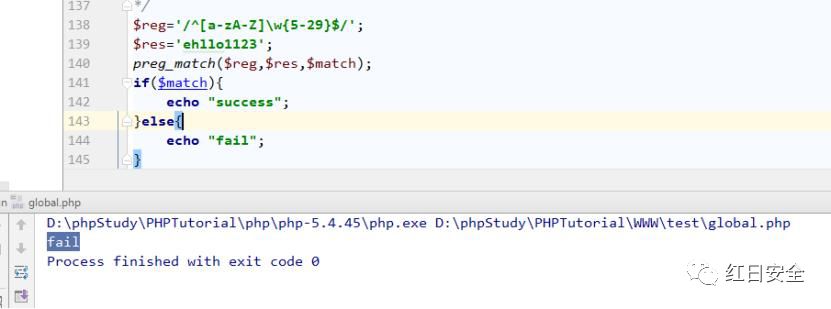 137 */
138 $reg='/^[a-zA-Z]\w{5-29}$/';
139 $res='ehllo1123';
140 preg_match($reg,$res,$match);
141 if($match){
142 echo "success";
143 }else{
144 echo "fail";
145 }
n php global.php
D:\phpStudy\PHPTutorial\php\php-5.4.45\php.exe D:\phpStudy\PHPTutorial\WWW\test\global.php
fail
Process finished with exit code 0
红日安全